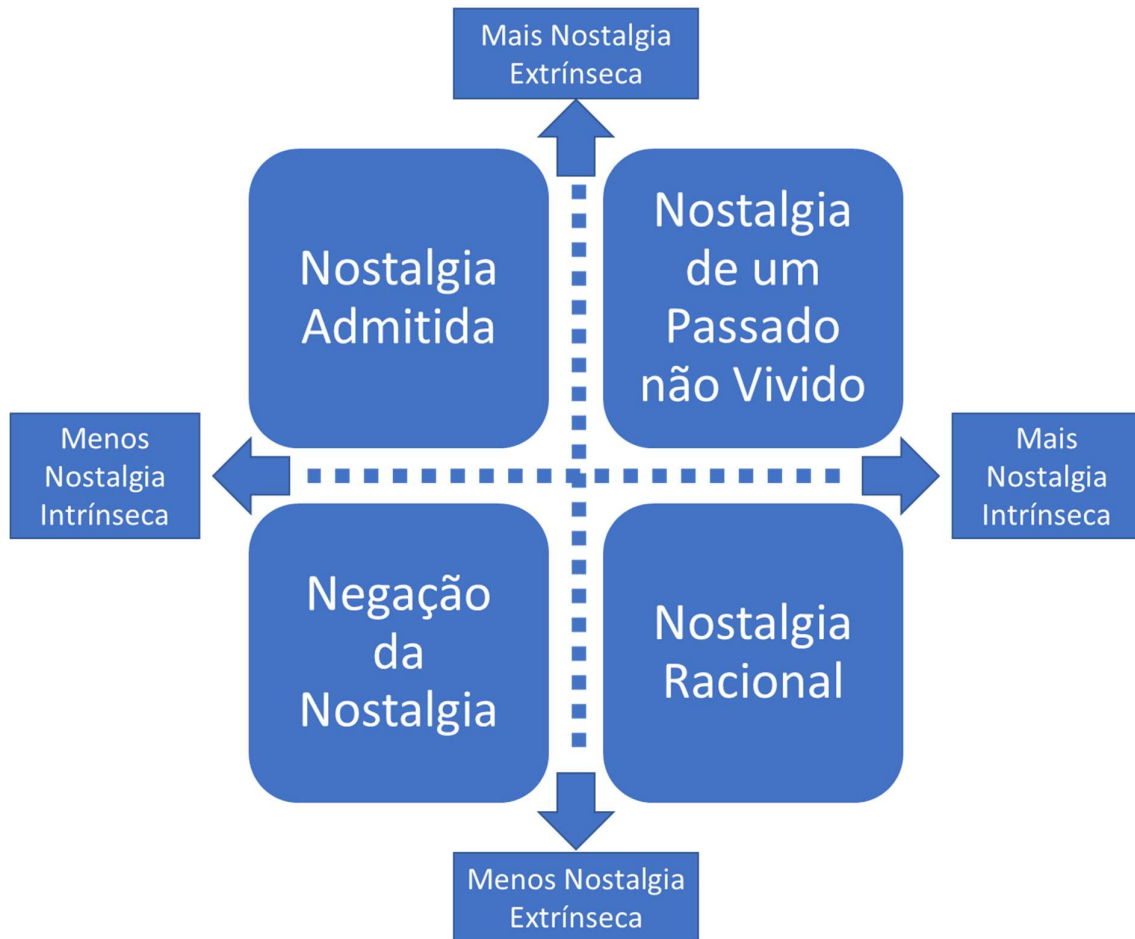 Mais Nostalgia
Extrínseca
Nostalgia
Admitida
Nostalgia
de um
Passado
não Vivido
Menos
Nostalgia
Intrínseca
Mais
Nostalgia
Intrínseca
Negação
da
Nostalgia
Nostalgia
Racional
Menos Nostalgia
Extrínseca